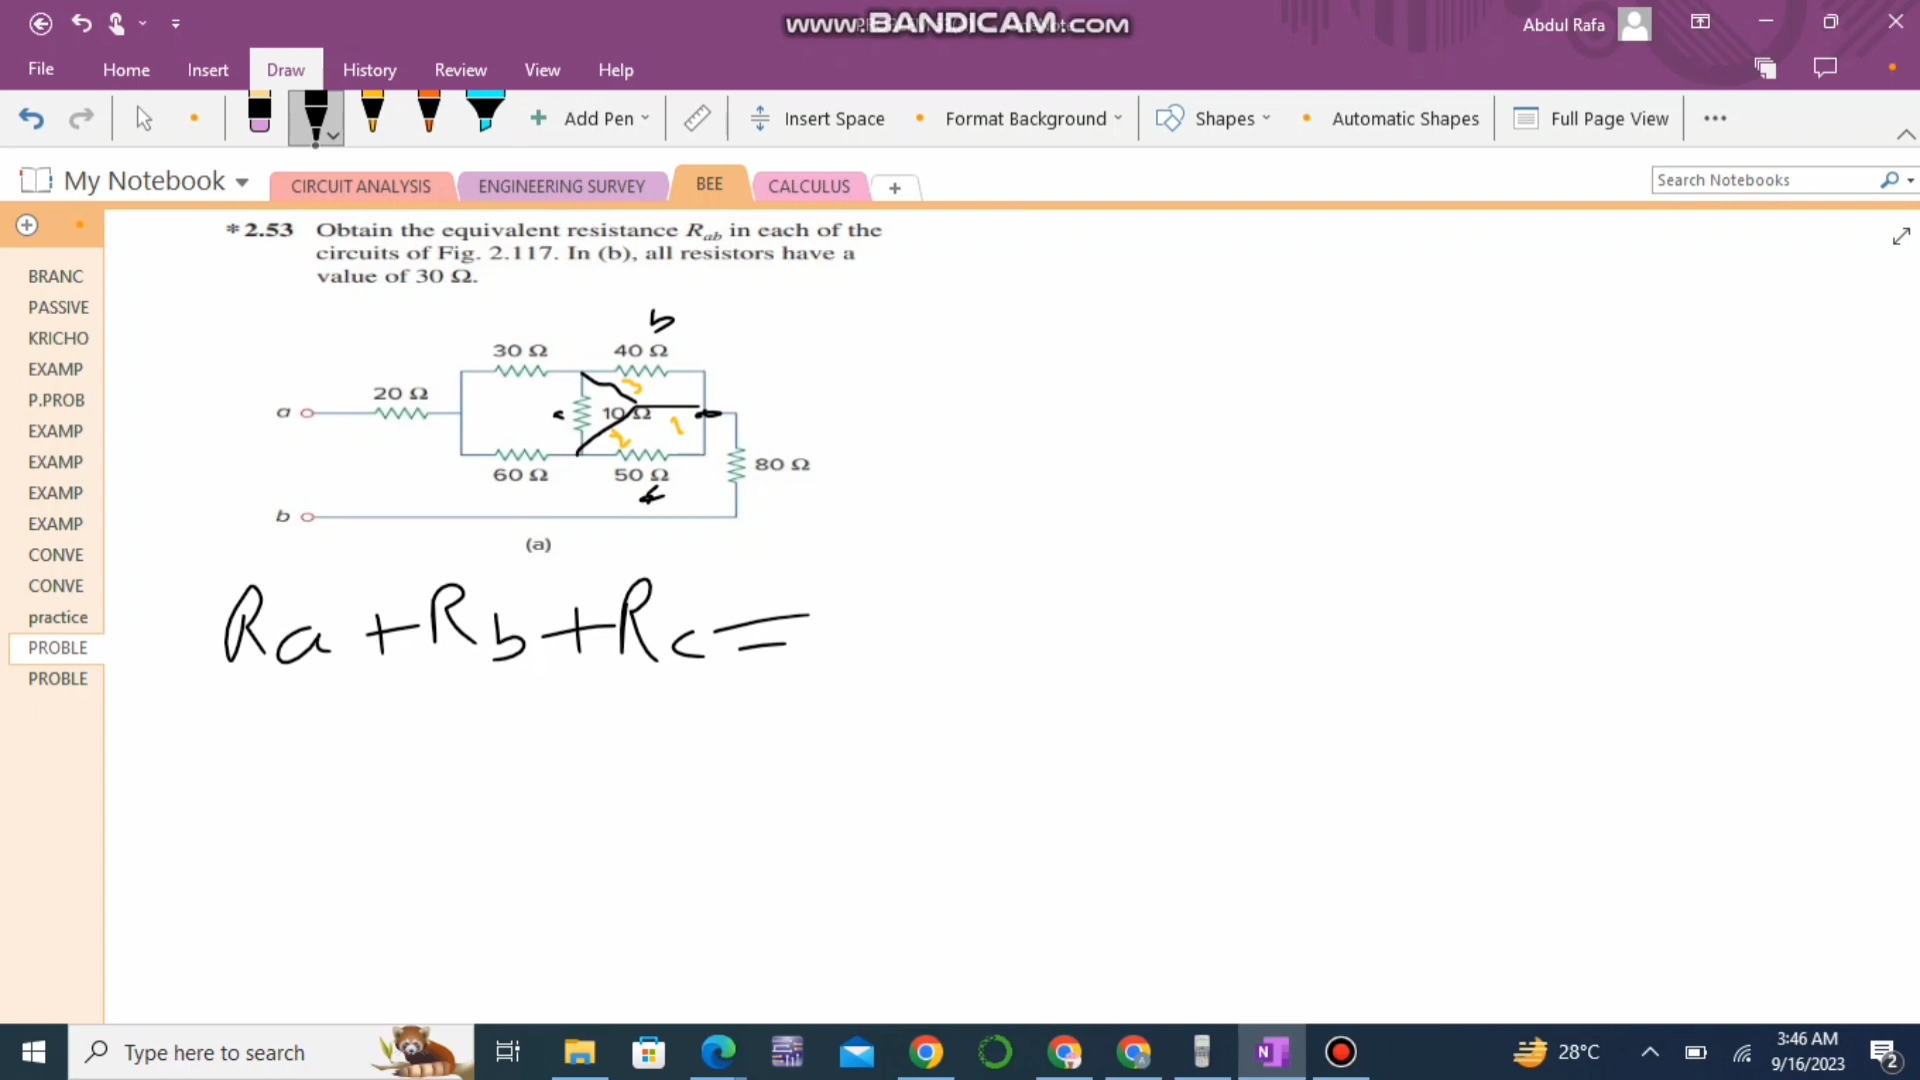 www.BANDICAM.com
Abdul Rafa
File Home Insert Draw History Review View Help
Add Pen Insert Space Format Background Shapes Automatic Shapes Full Page View
My Notebook CIRCUIT ANALYSIS ENGINEERING SURVEY BEE CALCULUS Search Notebooks
BRANC
PASSIVE
KRICHO
EXAMP
P.PROB
EXAMP
EXAMP
EXAMP
EXAMP
CONVE
CONVE
practice
PROBLE
PROBLE
*2.53 Obtain the equivalent resistance Rab in each of the
circuits of Fig. 2.117. In (b), all resistors have a
value of 30 Ω.
b
30 Ω 40 Ω
20 Ω
3
a c 10 Ω
1
2
80 Ω
60 Ω 50 Ω
b
(a)
Ra + Rb + Rc =
Type here to search
28°C
3:46 AM
9/16/2023
2